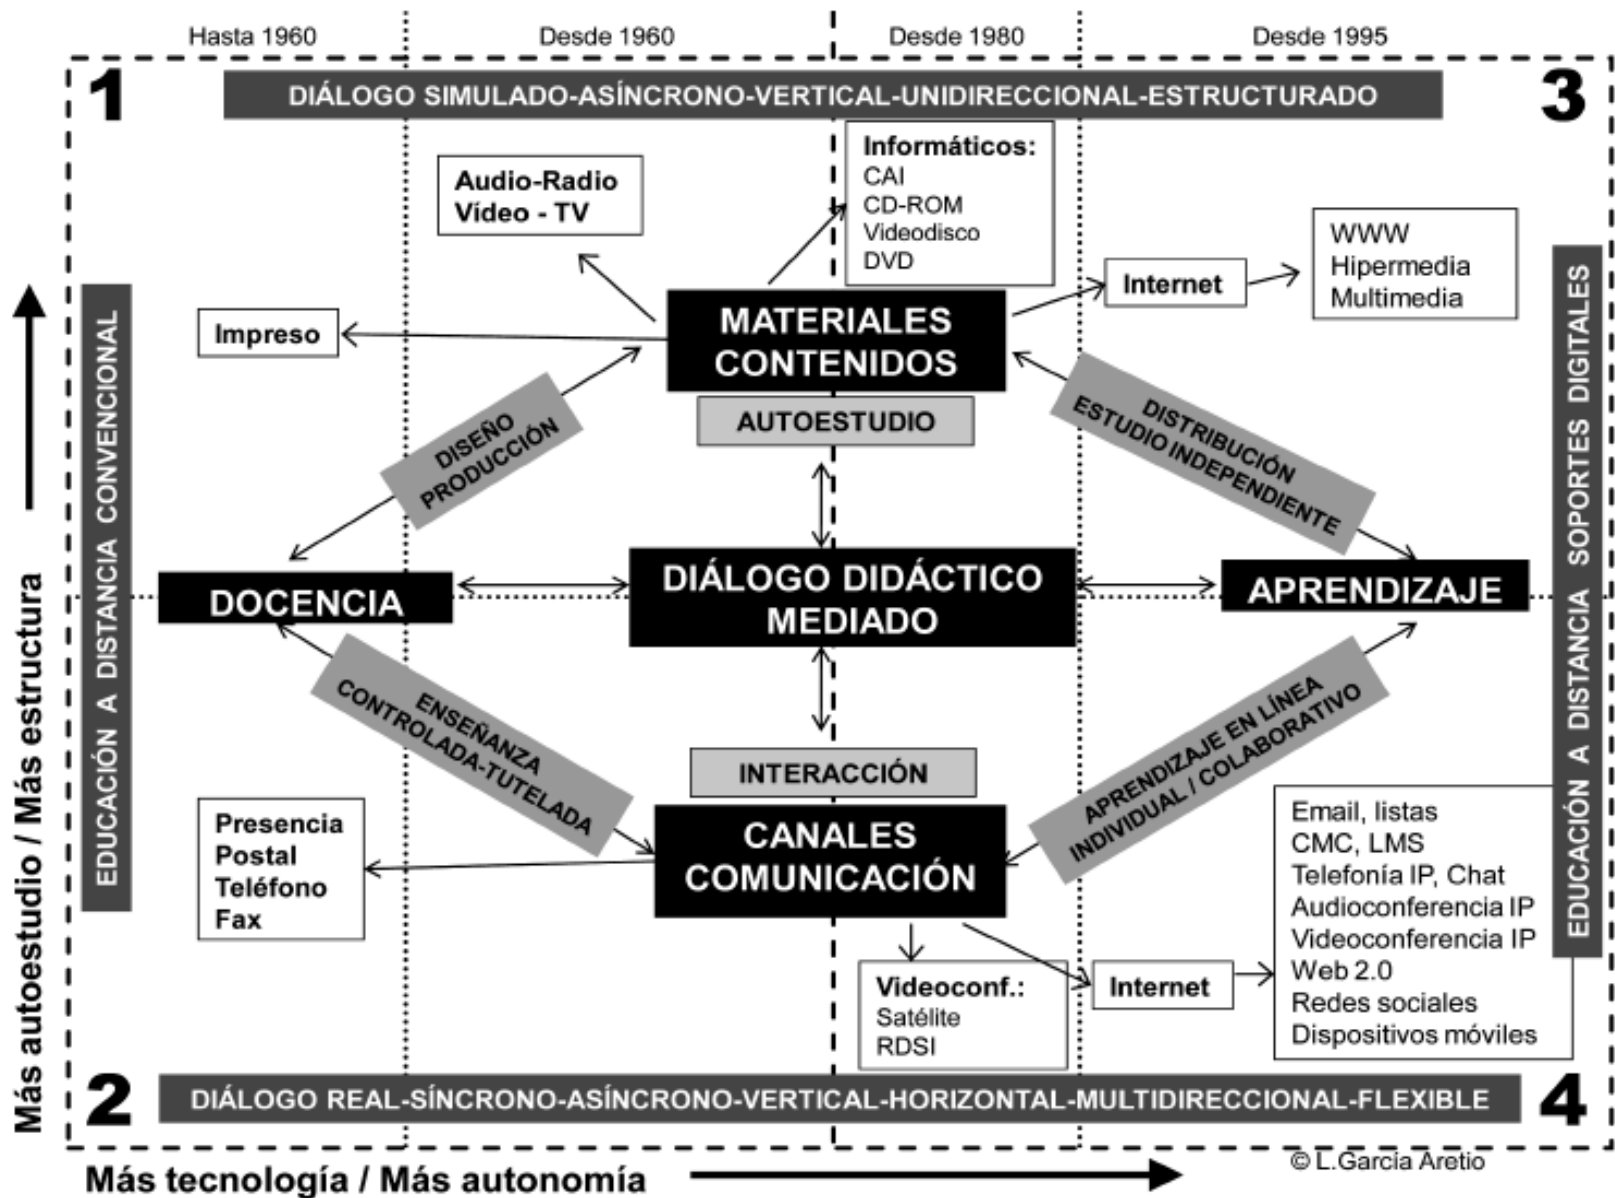 Hasta 1960
Desde 1960
Desde 1980
Desde 1995
1
DIÁLOGO SIMULADO-ASÍNCRONO-VERTICAL-UNIDIRECCIONAL-ESTRUCTURADO
3
Audio-Radio
Vídeo - TV
Informáticos:
CAI
CD-ROM
Videodisco
DVD
Internet
WWW
Hipermedia
Multimedia
Impreso
MATERIALES
CONTENIDOS
AUTOESTUDIO
DISEÑO
PRODUCCIÓN
DISTRIBUCIÓN
ESTUDIO INDEPENDIENTE
EDUCACIÓN A DISTANCIA CONVENCIONAL
EDUCACIÓN A DISTANCIA SOPORTES DIGITALES
Más autoestudio / Más estructura
DOCENCIA
DIÁLOGO DIDÁCTICO
MEDIADO
APRENDIZAJE
ENSEÑANZA
CONTROLADA-TUTELADA
APRENDIZAJE EN LÍNEA
INDIVIDUAL / COLABORATIVO
INTERACCIÓN
CANALES
COMUNICACIÓN
Presencia
Postal
Teléfono
Fax
Videoconf.:
Satélite
RDSI
Internet
Email, listas
CMC, LMS
Telefonía IP, Chat
Audioconferencia IP
Videoconferencia IP
Web 2.0
Redes sociales
Dispositivos móviles
2
DIÁLOGO REAL-SÍNCRONO-ASÍNCRONO-VERTICAL-HORIZONTAL-MULTIDIRECCIONAL-FLEXIBLE
4
Más tecnología / Más autonomía
© L.García Aretio